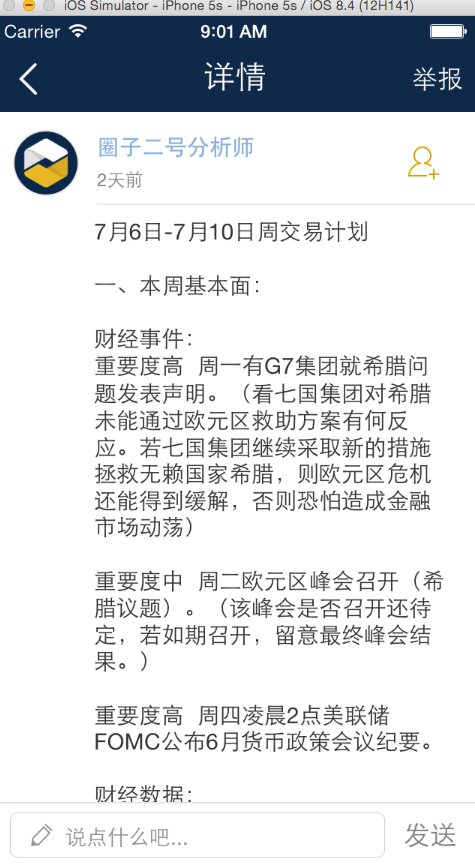 iOS Simulator - iPhone 5s - iPhone 5s / iOS 8.4 (12H141)
Carrier 9:01 AM
详情 举报
圈子二号分析师
2天前
7月6日-7月10日周交易计划
一、本周基本面：
财经事件：
重要度高 周一有G7集团就希腊问
题发表声明。（看七国集团对希腊
未能通过欧元区救助方案有何反
应。若七国集团继续采取新的措施
拯救无赖国家希腊，则欧元区危机
还能得到缓解，否则恐怕造成金融
市场动荡）
重要度中 周二欧元区峰会召开（希
腊议题）。（该峰会是否召开还待
定，若如期召开，留意最终峰会结
果。）
重要度高 周四凌晨2点美联储
FOMC公布6月货币政策会议纪要。
财经数据：
说点什么吧... 发送